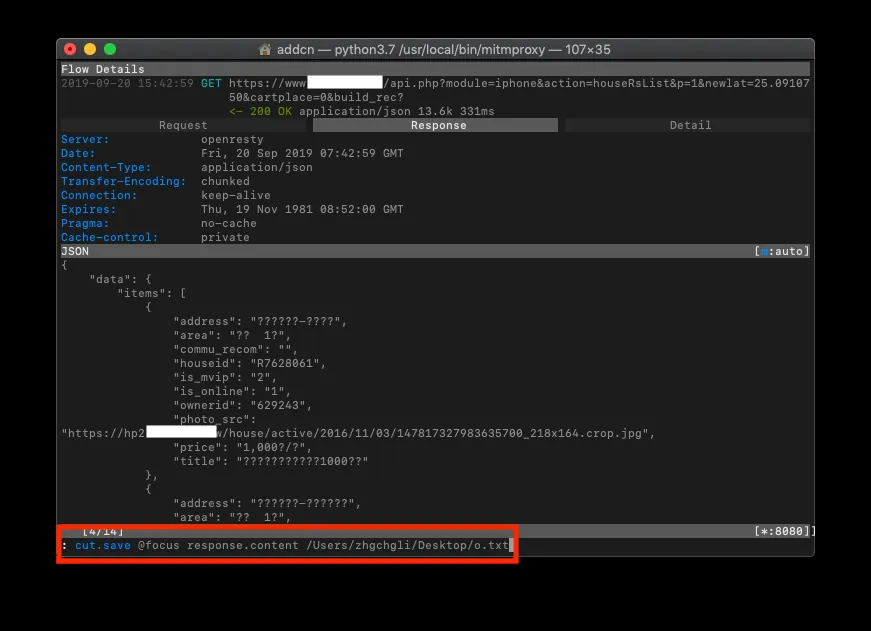 addcn — python3.7 /usr/local/bin/mitmproxy — 107×35
Flow Details
2019-09-20 15:42:59 GET https://www /api.php?module=iphone&action=houseRsList&p=1&newlat=25.09107
50&cartplace=0&build_rec?
<- 200 OK application/json 13.6k 331ms
Request Response Detail
Server: openresty
Date: Fri, 20 Sep 2019 07:42:59 GMT
Content-Type: application/json
Transfer-Encoding: chunked
Connection: keep-alive
Expires: Thu, 19 Nov 1981 08:52:00 GMT
Pragma: no-cache
Cache-control: private
JSON [m:auto]
{
"data": {
"items": [
{
"address": "??????-????",
"area": "??  1?",
"commu_recom": "",
"houseid": "R7628061",
"is_mvip": "2",
"is_online": "1",
"ownerid": "629243",
"photo_src":
"https://hp2 w/house/active/2016/11/03/147817327983635700_218x164.crop.jpg",
"price": "1,000?/?",
"title": "???????????1000??"
},
{
"address": "??????-??????",
"area": "??  1?",
[4/14] [*:8080]
: cut.save @focus response.content /Users/zhgchgli/Desktop/o.txt